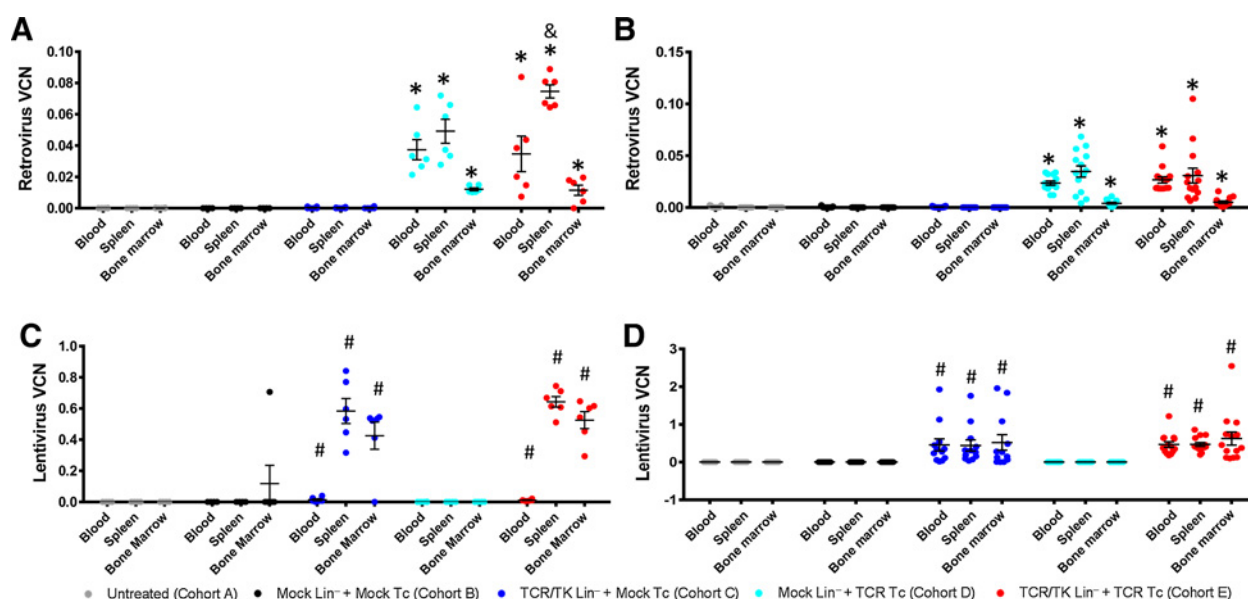 A
&
* * * *
* *
Retrovirus VCN
0.10
0.08
0.06
0.04
0.02
0.00
Blood Spleen Bone marrow Blood Spleen Bone marrow Blood Spleen Bone marrow Blood Spleen Bone marrow Blood Spleen Bone marrow
B
* * * * * *
Retrovirus VCN
0.15
0.10
0.05
0.00
Blood Spleen Bone marrow Blood Spleen Bone marrow Blood Spleen Bone marrow Blood Spleen Bone marrow Blood Spleen Bone marrow
C
# # # # # #
Lentivirus VCN
1.0
0.8
0.6
0.4
0.2
0.0
Blood Spleen Bone Marrow Blood Spleen Bone Marrow Blood Spleen Bone Marrow Blood Spleen Bone Marrow Blood Spleen Bone Marrow
D
# # # # # #
Lentivirus VCN
3
2
1
0
-1
Blood Spleen Bone marrow Blood Spleen Bone marrow Blood Spleen Bone marrow Blood Spleen Bone marrow Blood Spleen Bone marrow
Untreated (Cohort A) Mock Lin⁻ + Mock Tc (Cohort B) TCR/TK Lin⁻ + Mock Tc (Cohort C) Mock Lin⁻ + TCR Tc (Cohort D) TCR/TK Lin⁻ + TCR Tc (Cohort E)